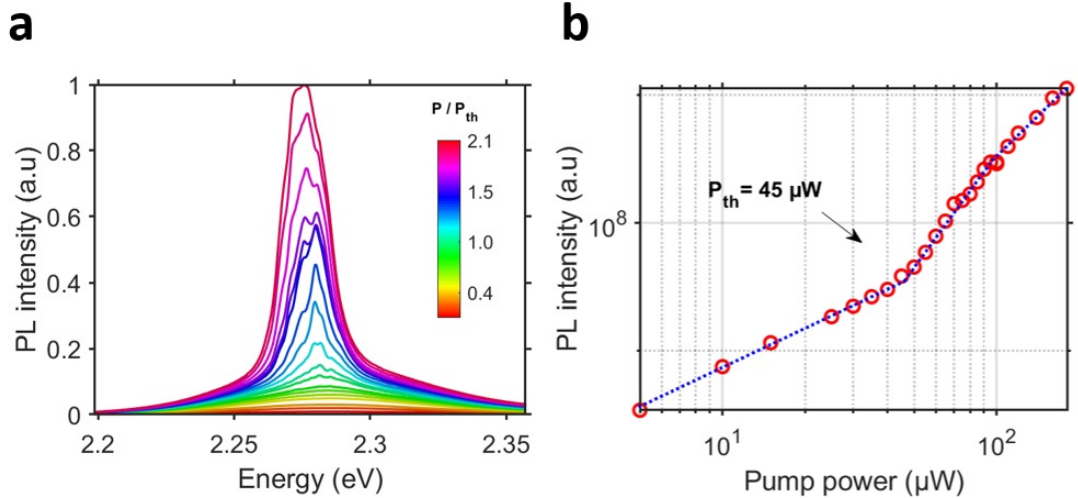 a
b
PL intensity (a.u)
1
0.8
0.6
0.4
0.2
0
2.2
2.25
2.3
2.35
Energy (eV)
P / Pth
2.1
1.5
1.0
0.4
PL intensity (a.u)
10^8
Pth = 45 µW
10^1
10^2
Pump power (µW)